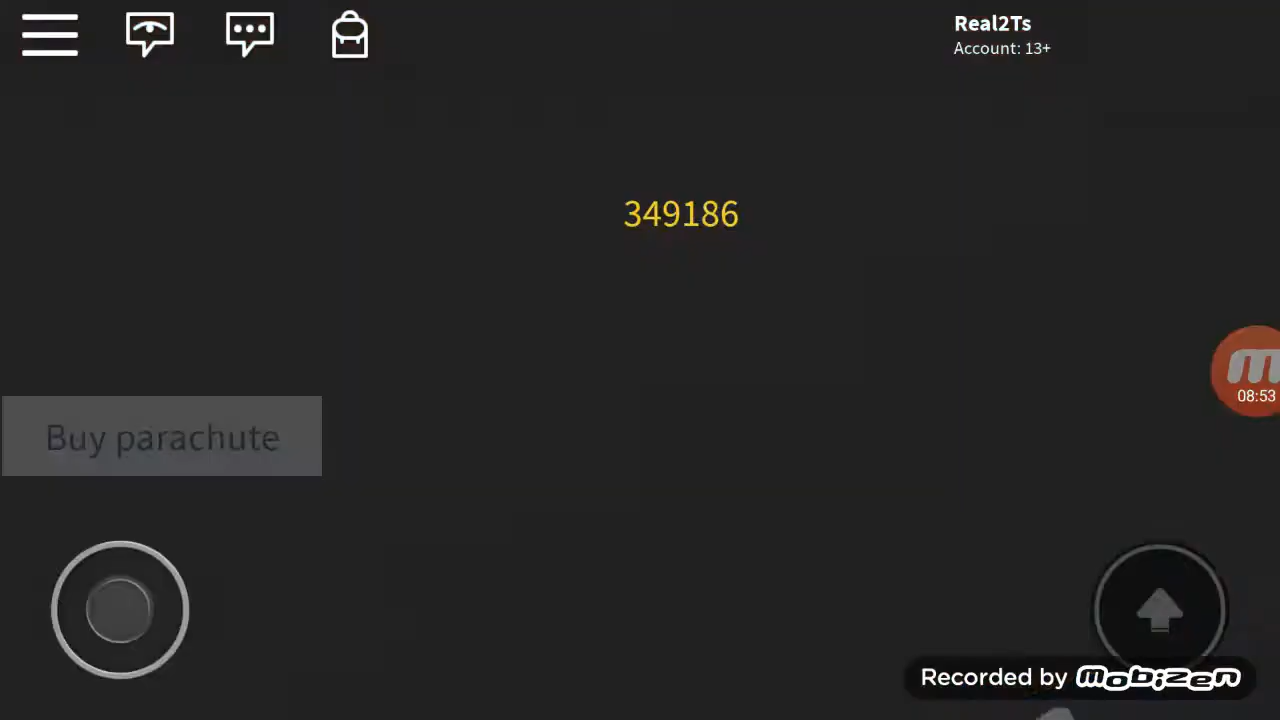 Real2Ts
Account: 13+
349186
08:53
Buy parachute
Recorded by mobizen